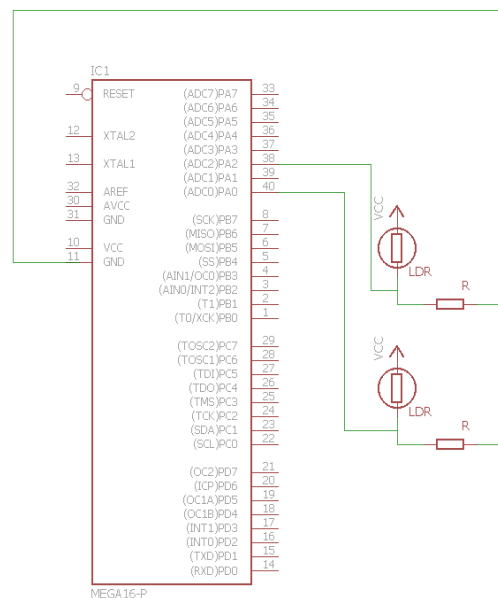 IC1
9 RESET (ADC7)PA7 33
(ADC6)PA6 34
(ADC5)PA5 35
12 XTAL2 (ADC4)PA4 36
(ADC3)PA3 37
13 XTAL1 (ADC2)PA2 38
(ADC1)PA1 39
32 AREF (ADC0)PA0 40
30 AVCC
31 GND (SCK)PB7 8
(MISO)PB6 7
10 VCC (MOSI)PB5 6
11 GND (SS)PB4 5
(AIN1/OC0)PB3 4
(AIN0/INT2)PB2 3
(T1)PB1 2
(T0/XCK)PB0 1
(TOSC2)PC7 29
(TOSC1)PC6 28
(TDI)PC5 27
(TDO)PC4 26
(TMS)PC3 25
(TCK)PC2 24
(SDA)PC1 23
(SCL)PC0 22
(OC2)PD7 21
(ICP)PD6 20
(OC1A)PD5 19
(OC1B)PD4 18
(INT1)PD3 17
(INT0)PD2 16
(TXD)PD1 15
(RXD)PD0 14
MEGA16-P
VCC
LDR
R
VCC
LDR
R